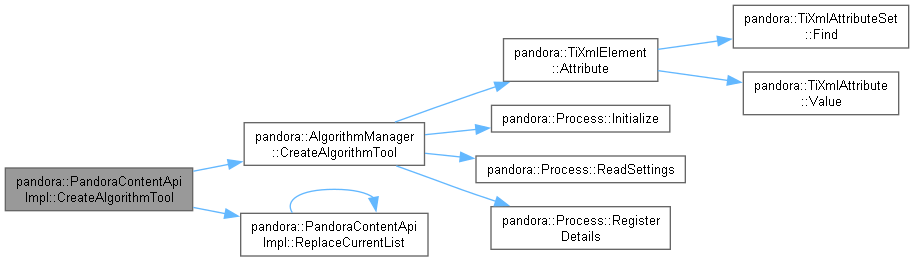 pandora::PandoraContentApi
Impl::CreateAlgorithmTool
pandora::AlgorithmManager
::CreateAlgorithmTool
pandora::TiXmlElement
::Attribute
pandora::TiXmlAttributeSet
::Find
pandora::TiXmlAttribute
::Value
pandora::Process::Initialize
pandora::Process::ReadSettings
pandora::Process::Register
Details
pandora::PandoraContentApi
Impl::ReplaceCurrentList